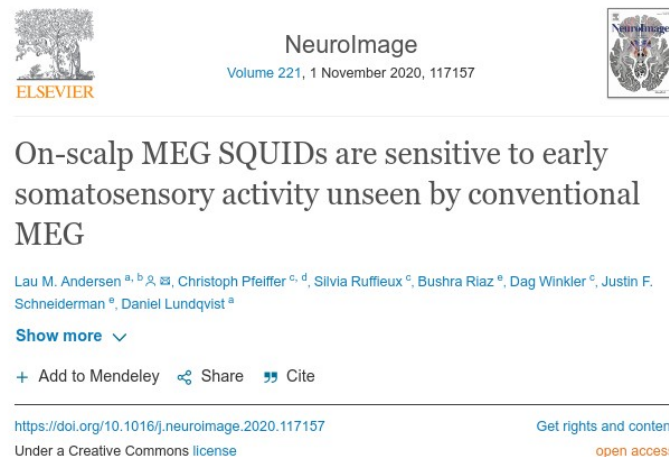 ELSEVIER
NeuroImage
Volume 221, 1 November 2020, 117157
NeuroImage
On-scalp MEG SQUIDs are sensitive to early
somatosensory activity unseen by conventional
MEG
Lau M. Andersen a, b, Christoph Pfeiffer c, d, Silvia Ruffieux c, Bushra Riaz e, Dag Winkler c, Justin F.
Schneiderman e, Daniel Lundqvist a
Show more
+ Add to Mendeley Share Cite
https://doi.org/10.1016/j.neuroimage.2020.117157
Get rights and conten
Under a Creative Commons license
open access